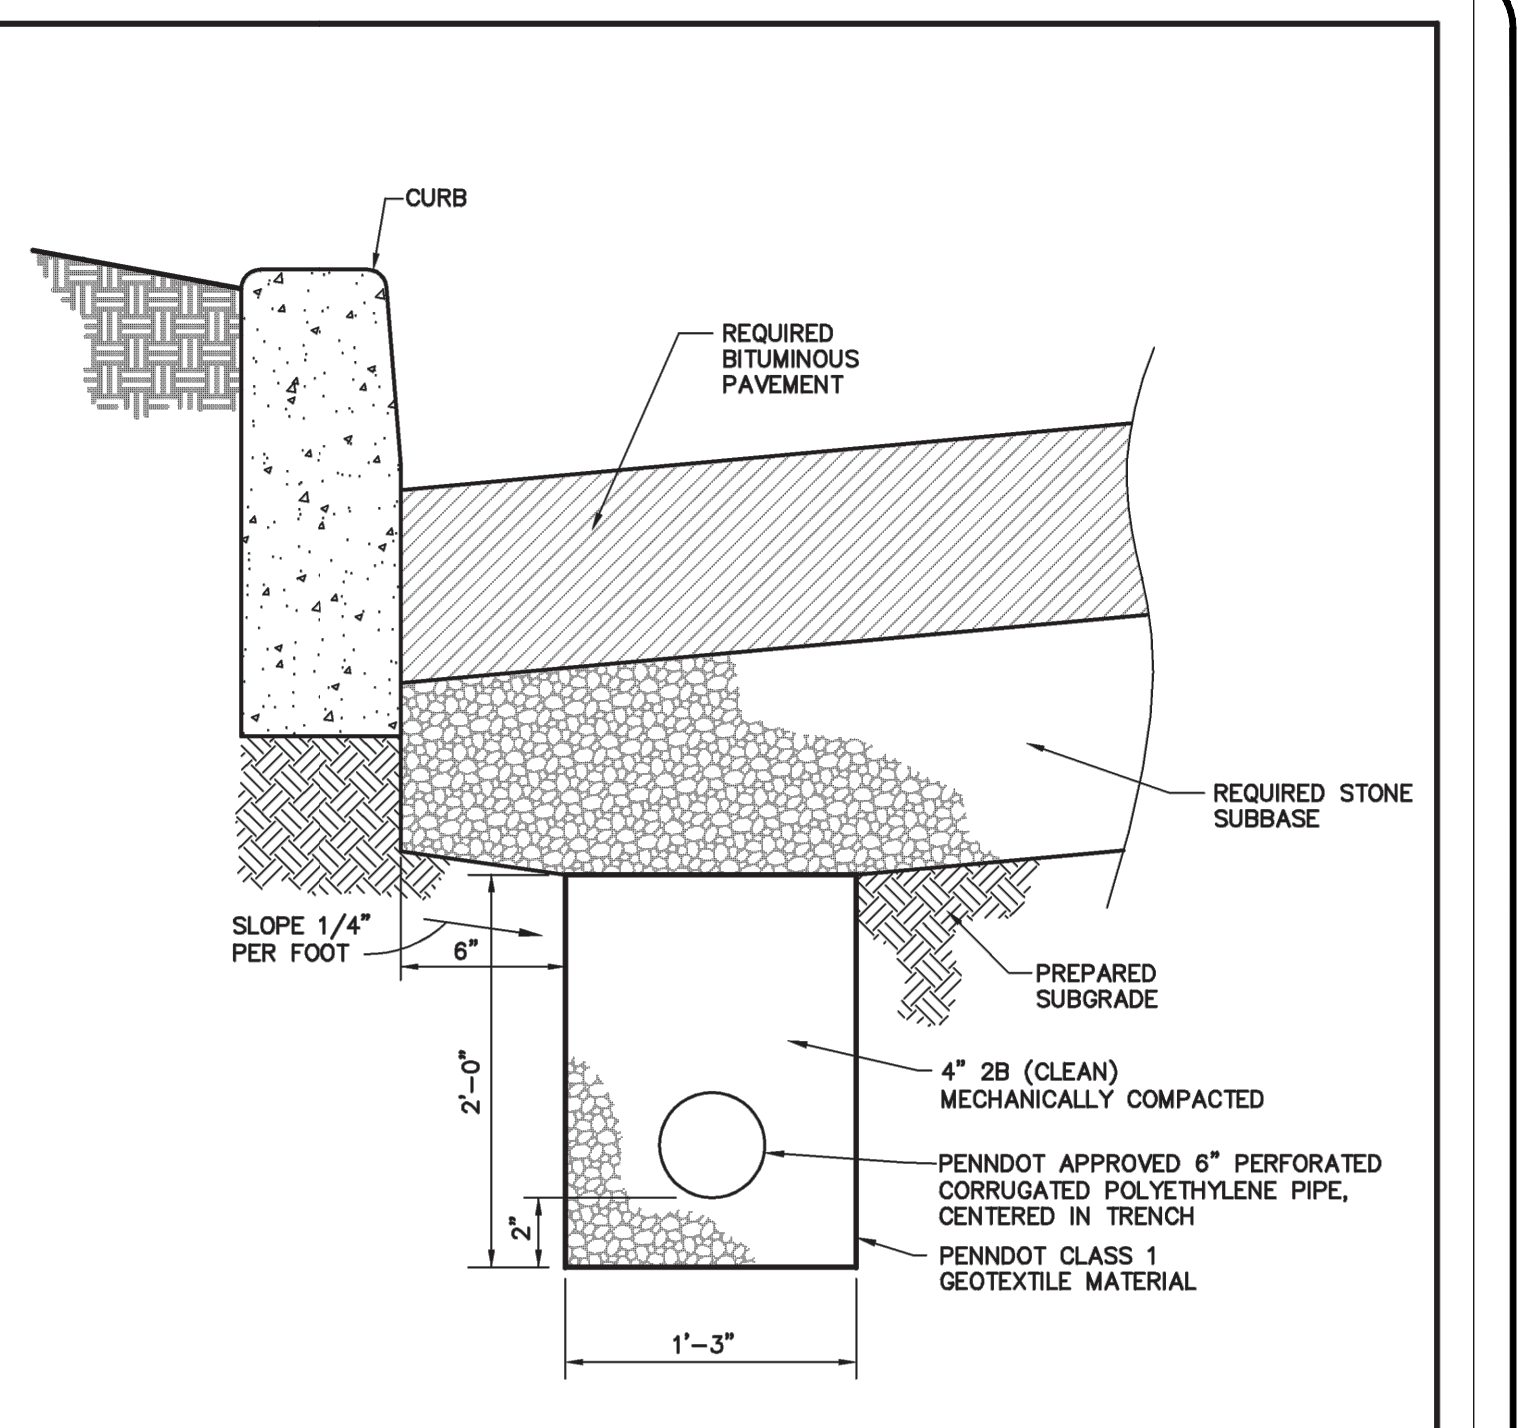 CURB
REQUIRED
BITUMINOUS
PAVEMENT
REQUIRED STONE
SUBBASE
SLOPE 1/4"
PER FOOT
6"
PREPARED
SUBGRADE
2'-0"
4" 2B (CLEAN)
MECHANICALLY COMPACTED
PENNDOT APPROVED 6" PERFORATED
CORRUGATED POLYETHYLENE PIPE,
CENTERED IN TRENCH
2"
PENNDOT CLASS 1
GEOTEXTILE MATERIAL
1'-3"